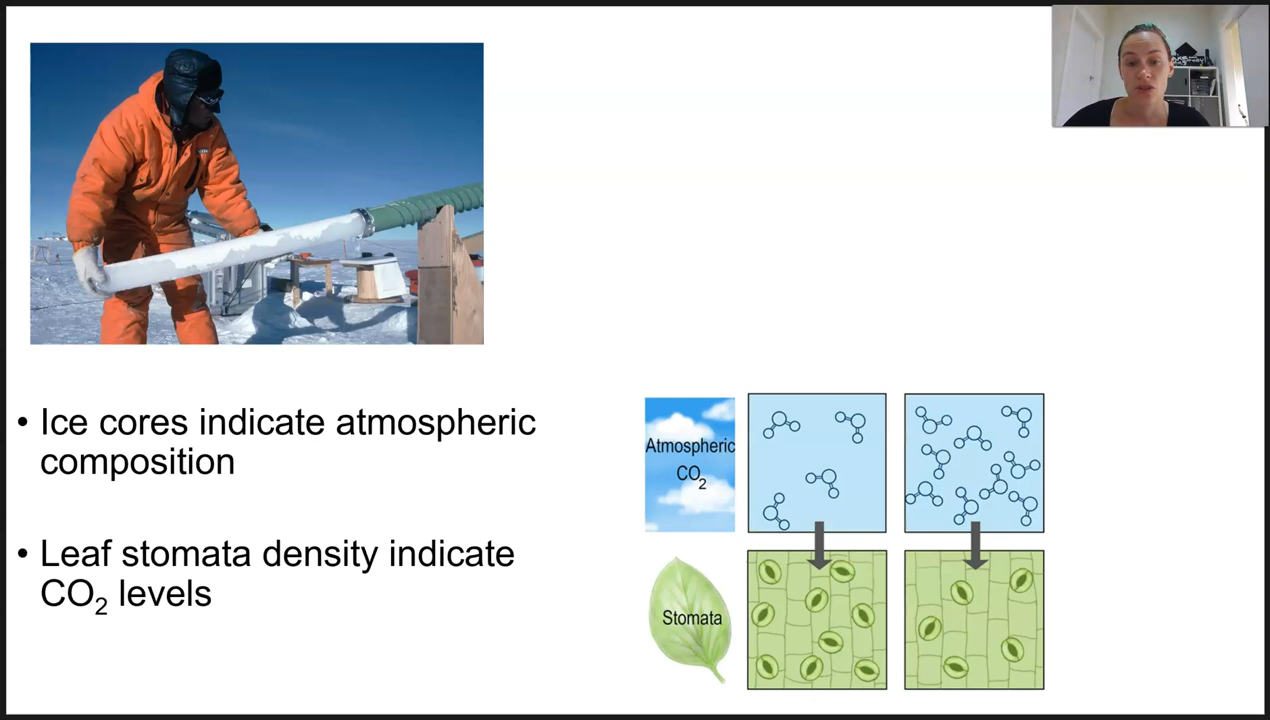 • Ice cores indicate atmospheric
composition
• Leaf stomata density indicate
CO₂ levels
Atmospheric
CO₂
Stomata